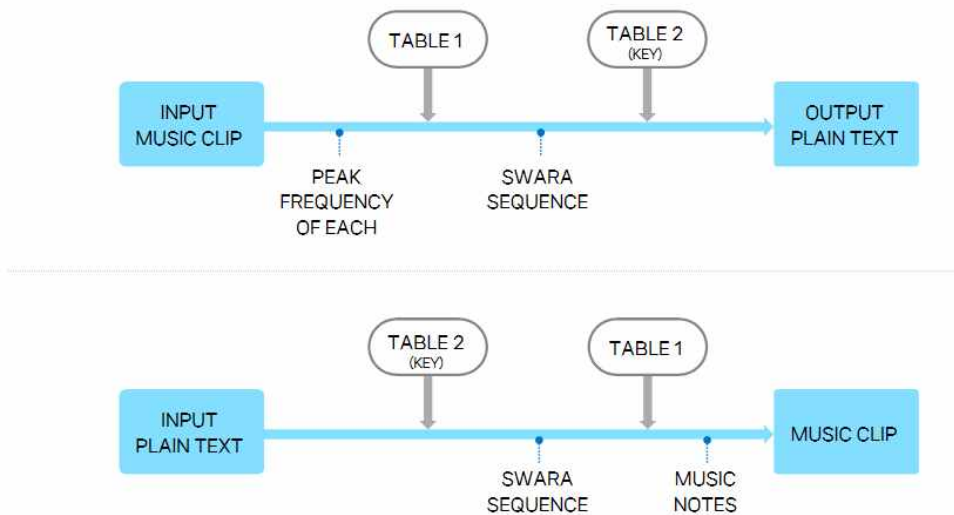 TABLE 1
TABLE 2
(KEY)
INPUT
MUSIC CLIP
OUTPUT
PLAIN TEXT
PEAK
FREQUENCY
OF EACH
SWARA
SEQUENCE
TABLE 2
(KEY)
TABLE 1
INPUT
PLAIN TEXT
MUSIC CLIP
SWARA
SEQUENCE
MUSIC
NOTES